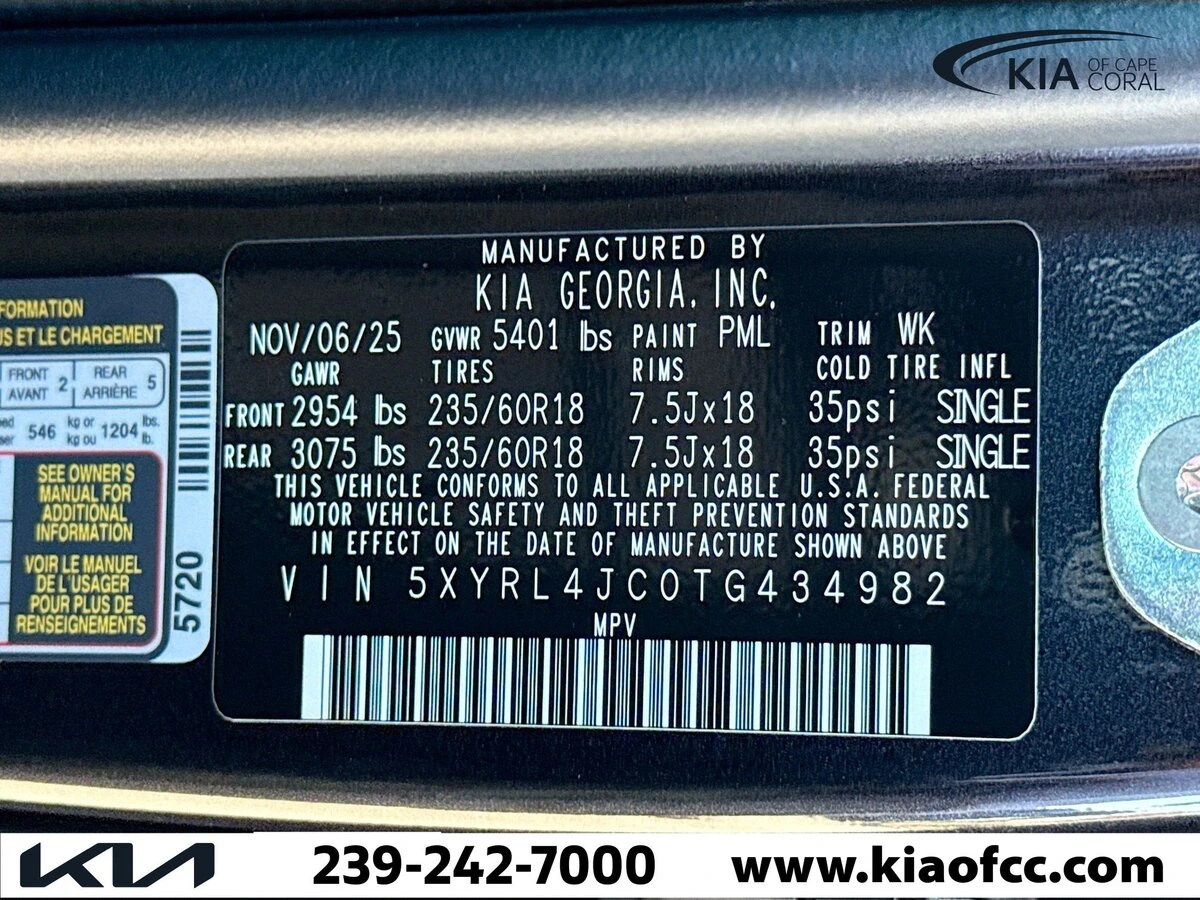 KIA OF CAPE CORAL
MANUFACTURED BY
KIA GEORGIA, INC.
NOV/06/25 GVWR 5401 lbs PAINT PML TRIM WK
GAWR TIRES RIMS COLD TIRE INFL
FRONT 2954 lbs 235/60R18 7.5Jx18 35psi SINGLE
REAR 3075 lbs 235/60R18 7.5Jx18 35psi SINGLE
THIS VEHICLE CONFORMS TO ALL APPLICABLE U.S.A. FEDERAL
MOTOR VEHICLE SAFETY AND THEFT PREVENTION STANDARDS
IN EFFECT ON THE DATE OF MANUFACTURE SHOWN ABOVE
VIN 5XYRL4JC0TG434982
MPV
LE CHARGEMENT
FRONT AVANT 2 REAR ARRIÈRE 5
546 kg or kg ou 1204 lbs. lb.
SEE OWNER'S
MANUAL FOR
ADDITIONAL
INFORMATION
VOIR LE MANUEL
DE L'USAGER
POUR PLUS DE
RENSEIGNEMENTS
5720
KIA
239-242-7000
www.kiaofcc.com